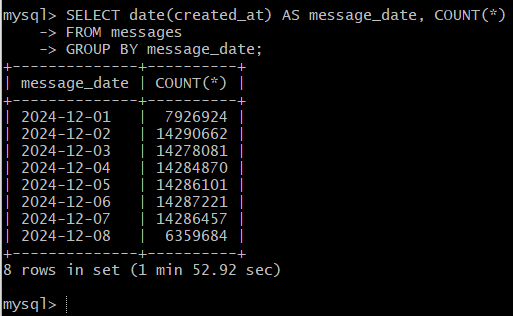 mysql> SELECT date(created_at) AS message_date, COUNT(*)
    -> FROM messages
    -> GROUP BY message_date;
+--------------+----------+
| message_date | COUNT(*) |
+--------------+----------+
| 2024-12-01   |  7926924 |
| 2024-12-02   | 14290662 |
| 2024-12-03   | 14278081 |
| 2024-12-04   | 14284870 |
| 2024-12-05   | 14286101 |
| 2024-12-06   | 14287221 |
| 2024-12-07   | 14286457 |
| 2024-12-08   |  6359684 |
+--------------+----------+
8 rows in set (1 min 52.92 sec)

mysql>